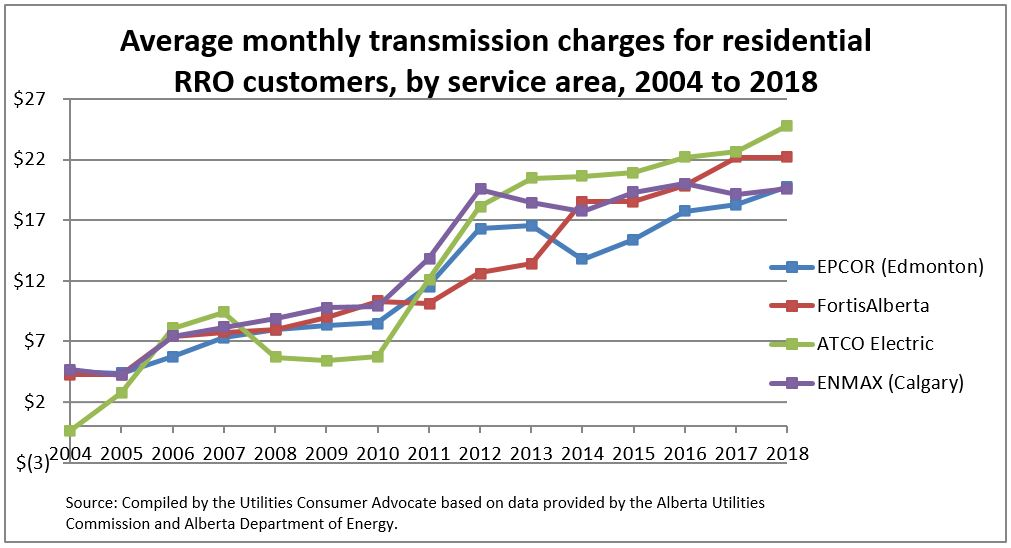 Average monthly transmission charges for residential
RRO customers, by service area, 2004 to 2018
$27
$22
$17
$12
$7
$2
$(3)
2004 2005 2006 2007 2008 2009 2010 2011 2012 2013 2014 2015 2016 2017 2018
EPCOR (Edmonton)
FortisAlberta
ATCO Electric
ENMAX (Calgary)
Source: Compiled by the Utilities Consumer Advocate based on data provided by the Alberta Utilities
Commission and Alberta Department of Energy.